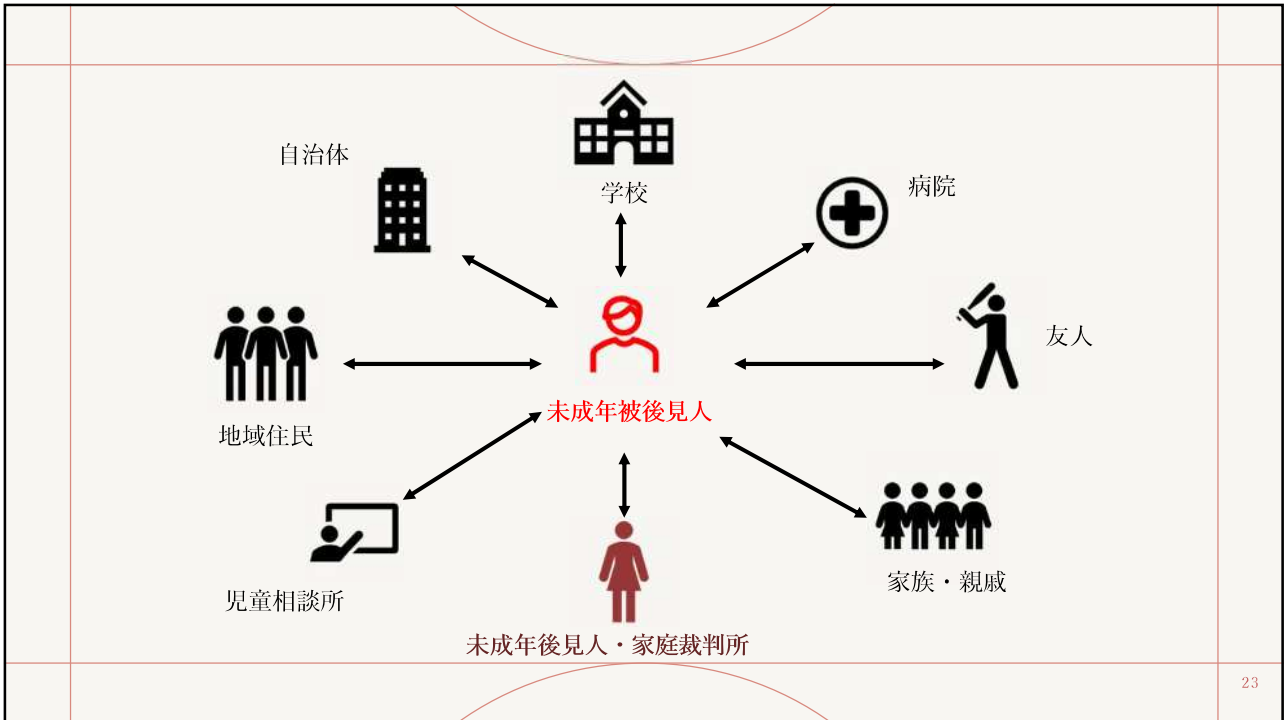 学校
自治体
病院
友人
未成年被後見人
地域住民
家族・親戚
児童相談所
未成年後見人・家庭裁判所
23